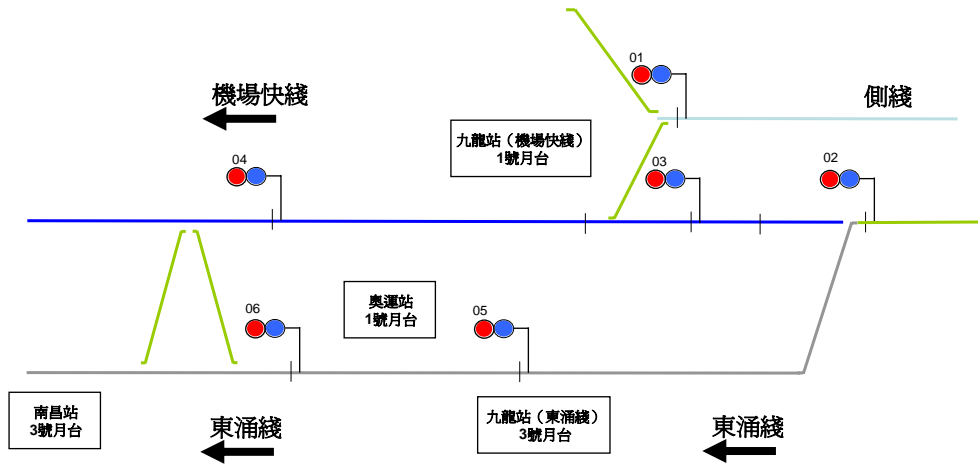 01
機場快綫
側綫
九龍站（機場快綫）
1號月台
04
03
02
奧運站
1號月台
06
05
南昌站
3號月台
東涌綫
九龍站（東涌綫）
3號月台
東涌綫